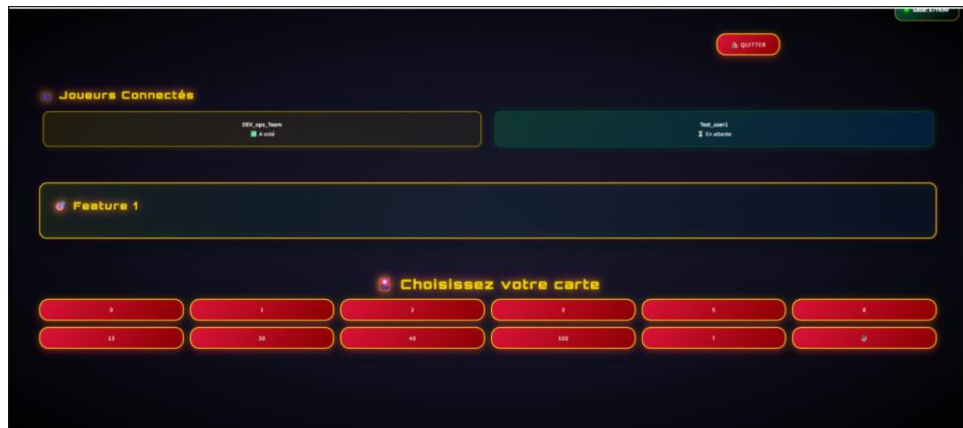 QUITTER
Joueurs Connectés
DEV_ops_Team
A voté
Test_user1
En attente
Feature 1
Choisissez votre carte
0 1 2 3 5 8
13 20 40 100 ?